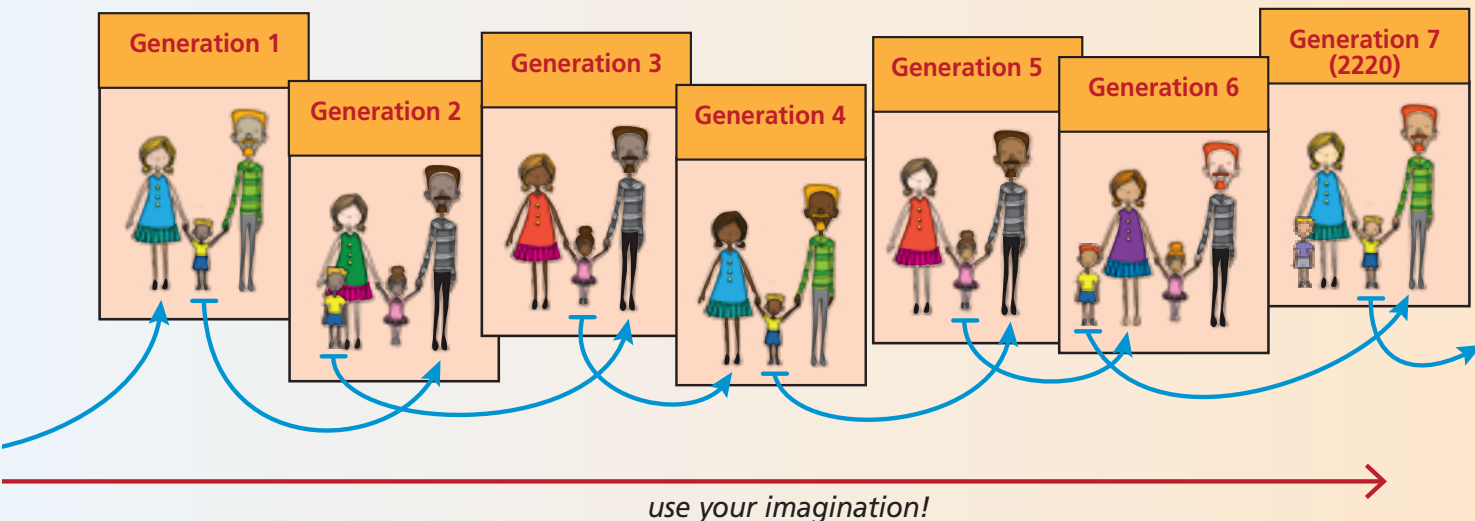 Generation 1
Generation 2
Generation 3
Generation 4
Generation 5
Generation 6
Generation 7
(2220)
use your imagination!